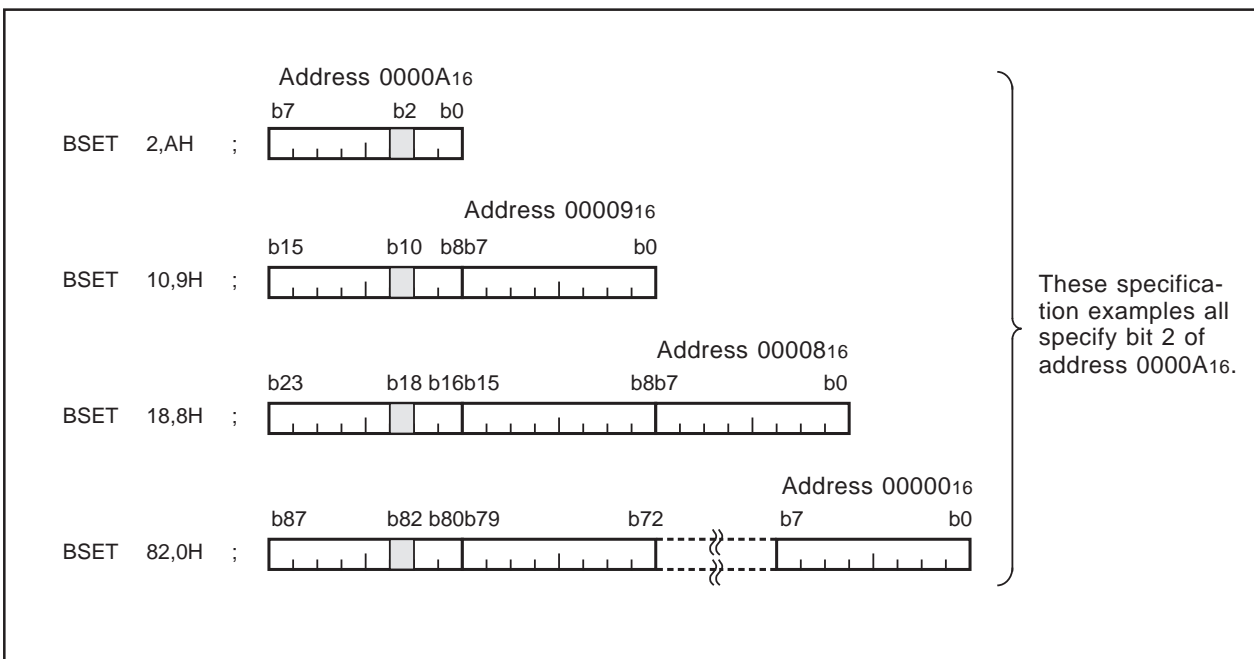 Address 0000A16
b7 b2 b0
BSET 2,AH ;
Address 0000916
b15 b10 b8b7 b0
BSET 10,9H ;
Address 0000816
b23 b18 b16b15 b8b7 b0
BSET 18,8H ;
Address 0000016
b87 b82 b80b79 b72 b7 b0
BSET 82,0H ;
These specifica-
tion examples all
specify bit 2 of
address 0000A16.